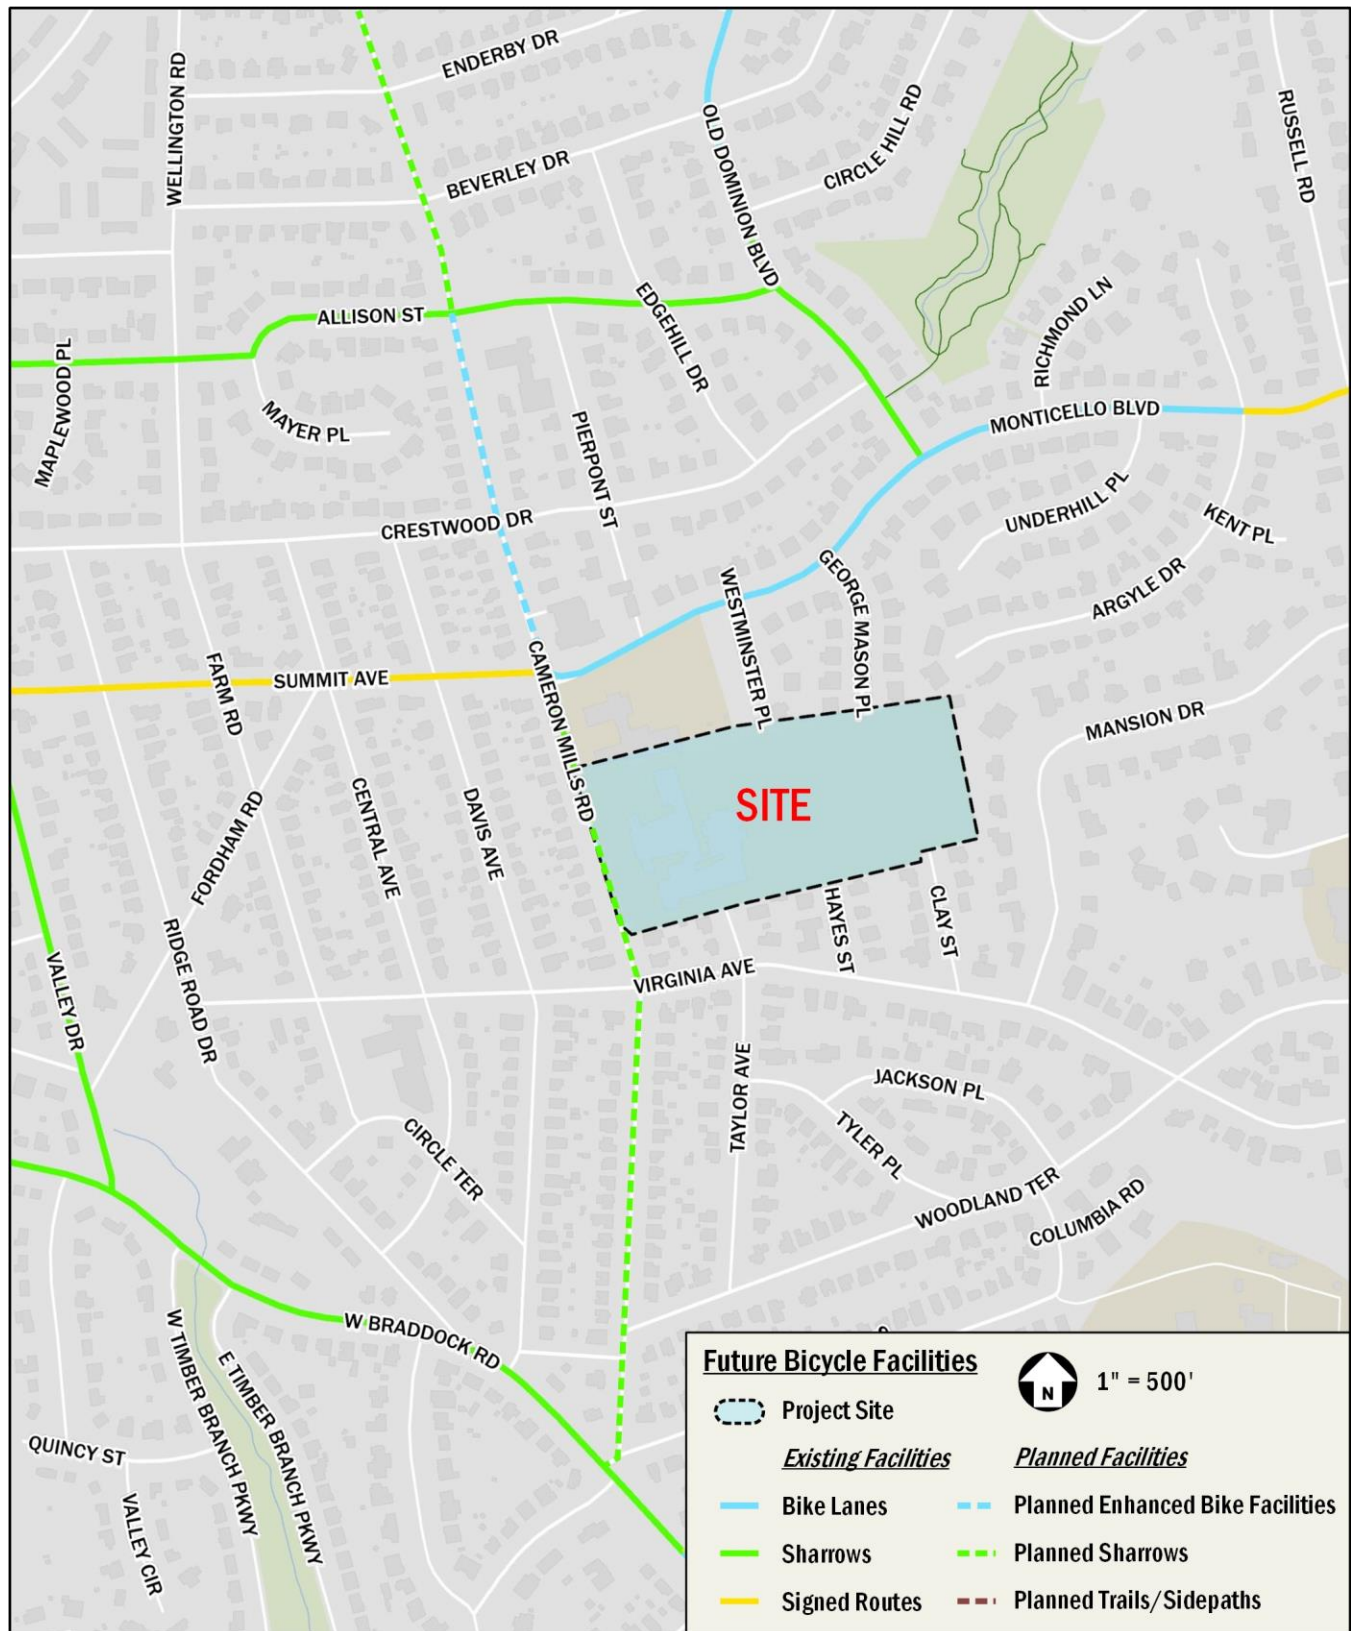 ENDERBY DR
WELLINGTON RD
OLD DOMINION BLVD
CIRCLE HILL RD
RUSSELL RD
BEVERLEY DR
ALLISON ST
EDGEHILL DR
RICHMOND LN
MAPLEWOOD PL
MAYER PL
PIERPONT ST
MONTICELLO BLVD
UNDERHILL PL
KENT PL
CRESTWOOD DR
GEORGE MASON PL
WESTMINSTER PL
ARGYLE DR
FARM RD
SUMMIT AVE
CAMERON MILLS RD
MANSION DR
FORDHAM RD
CENTRAL AVE
DAVIS AVE
SITE
HAYES ST
CLAY ST
VALLEY DR
RIDGE ROAD DR
VIRGINIA AVE
TAYLOR AVE
JACKSON PL
TYLER PL
CIRCLE TER
WOODLAND TER
COLUMBIA RD
W BRADDOCK RD
W TIMBER BRANCH PKWY
E TIMBER BRANCH PKWY
QUINCY ST
VALLEY CIR
Future Bicycle Facilities
N
1" = 500'
Project Site
Existing Facilities
Planned Facilities
Bike Lanes
Planned Enhanced Bike Facilities
Sharrows
Planned Sharrows
Signed Routes
Planned Trails/Sidepaths